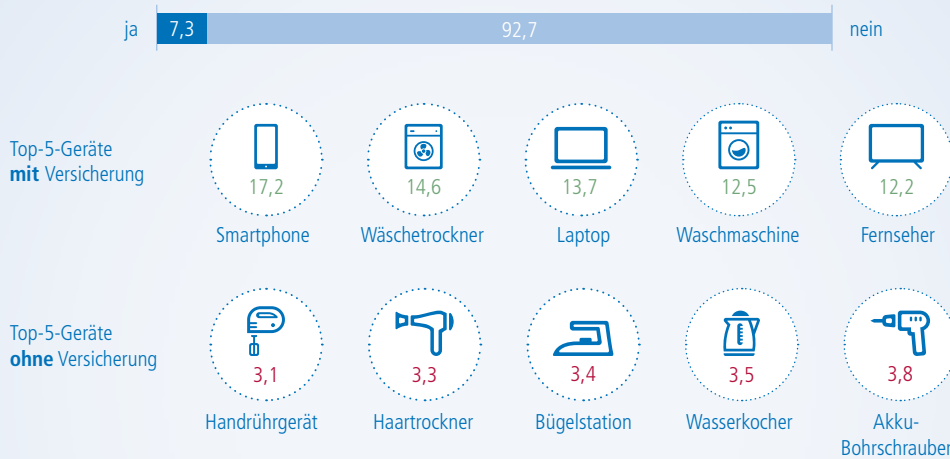 ja 7,3 92,7 nein
Top-5-Geräte
mit Versicherung
17,2 14,6 13,7 12,5 12,2
Smartphone Wäschetrockner Laptop Waschmaschine Fernseher
Top-5-Geräte
ohne Versicherung
3,1 3,3 3,4 3,5 3,8
Handrührgerät Haartrockner Bügelstation Wasserkocher Akku-
Bohrschrauber